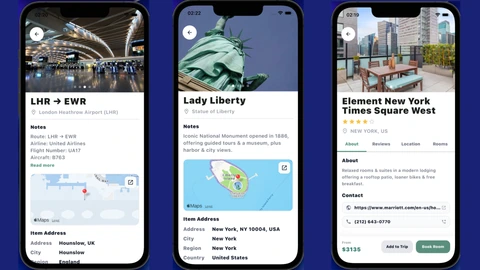 LHR → EWR
London Heathrow Airport (LHR)
Notes
Route: LHR → EWR
Airline: United Airlines
Flight Number: UA17
Aircraft: B763
Read more
Maps
Item Address
Address Hounslow, UK
City Hounslow
Region England
03:22
Lady Liberty
Statue of Liberty
Notes
Iconic National Monument opened in 1886,
offering guided tours & a museum, plus
harbor & city views.
Maps
Item Address
Address New York, NY 10004, USA
City New York
Region New York
Country United States
02:19
Element New York
Times Square West
NEW YORK, US
About Reviews Location Rooms
About
Relaxed rooms & suites in a modern lodging
offering a rooftop patio, loaner bikes & free
breakfast.
Contact
https://www.marriott.com/en-us/ho...
(212) 643-0770
From
$3135
Add to Trip
Book Room